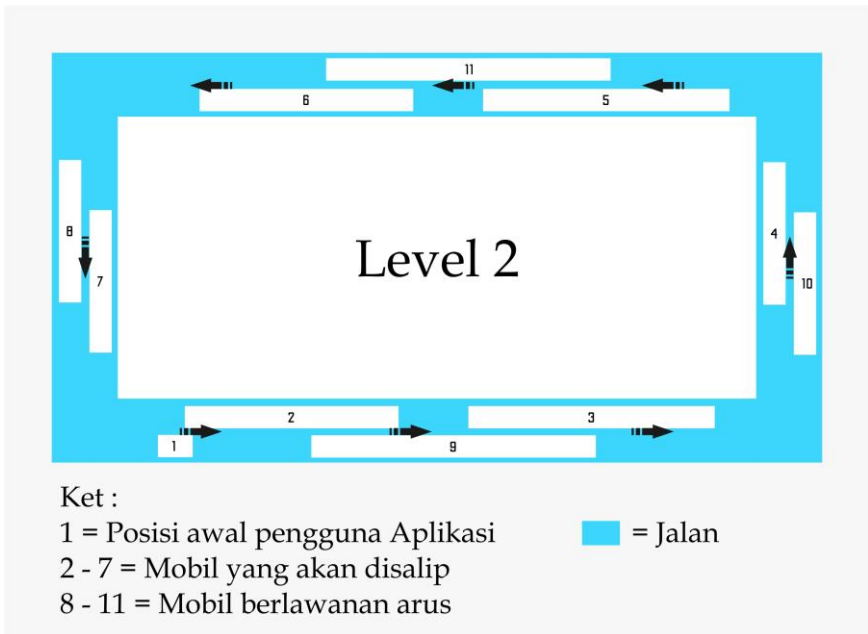 11
6
5
8
4
7
10
Level 2
2
3
1
9
Ket :
1 = Posisi awal pengguna Aplikasi
= Jalan
2 - 7 = Mobil yang akan disalip
8 - 11 = Mobil berlawanan arus